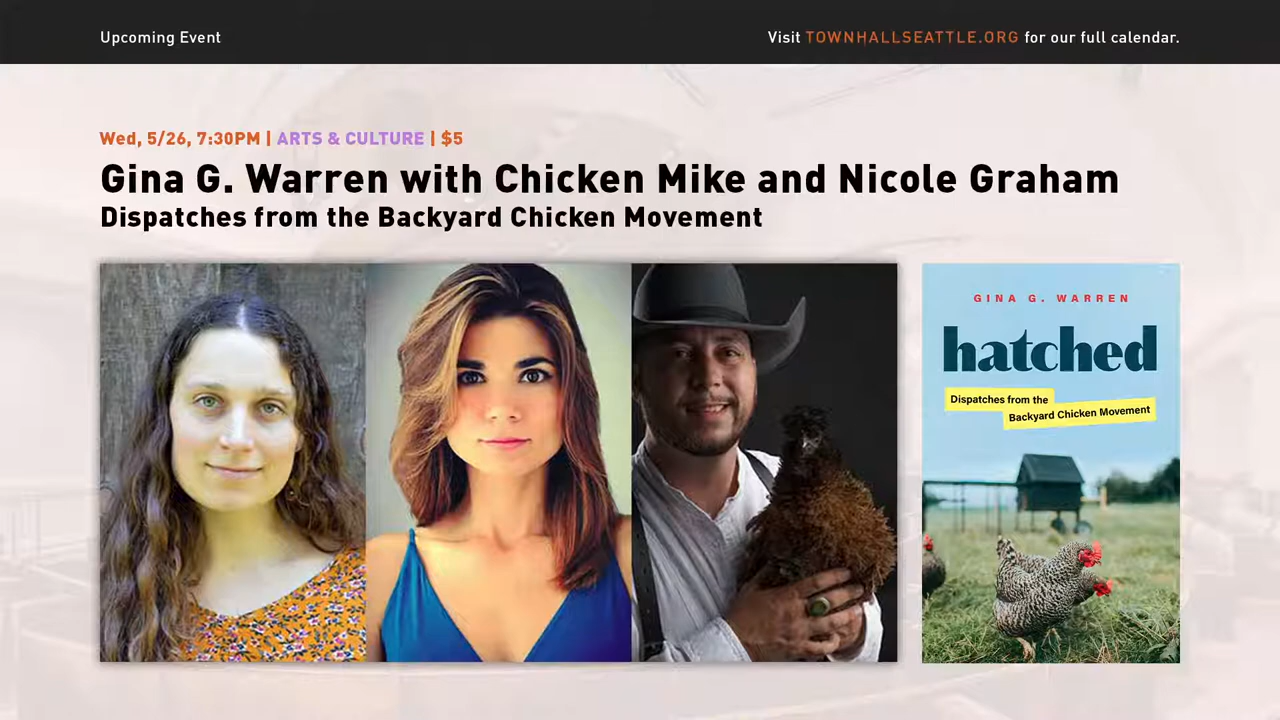 Upcoming Event
Visit TOWNHALLSEATTLE.ORG for our full calendar.
Wed, 5/26, 7:30PM | ARTS & CULTURE | $5
Gina G. Warren with Chicken Mike and Nicole Graham
Dispatches from the Backyard Chicken Movement
GINA G. WARREN
hatched
Dispatches from the
Backyard Chicken Movement